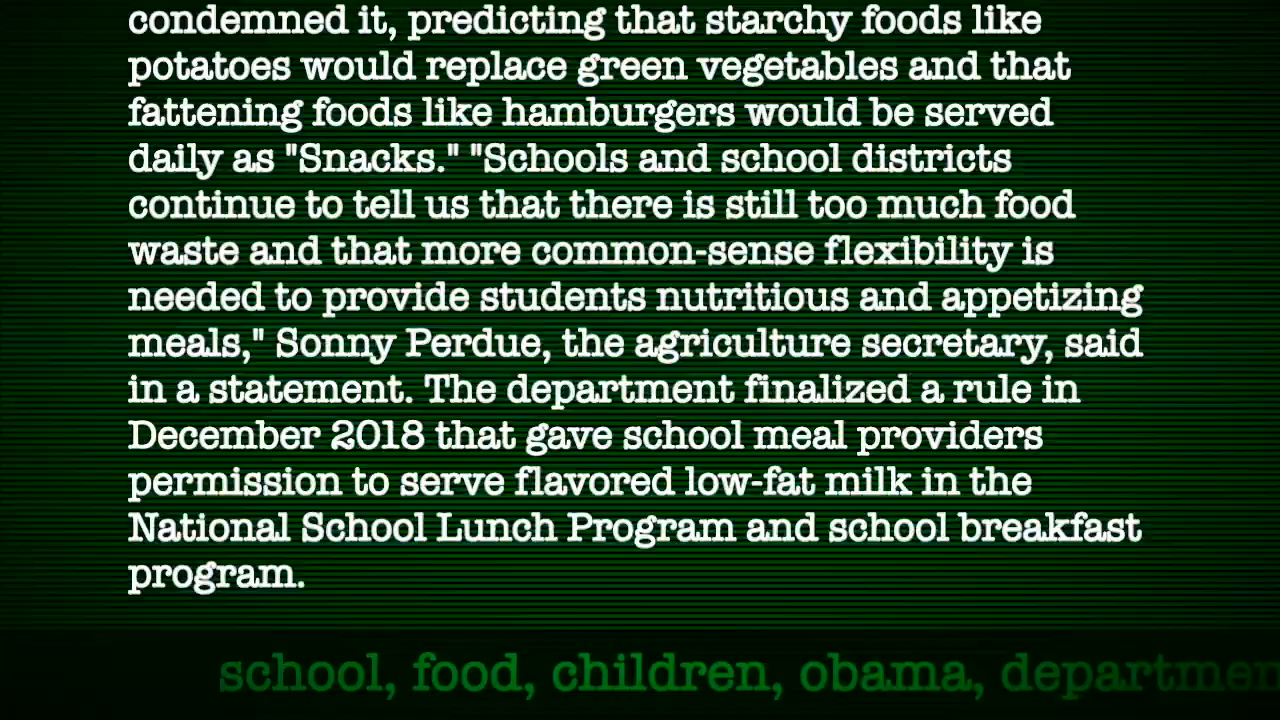 condemned it, predicting that starchy foods like
potatoes would replace green vegetables and that
fattening foods like hamburgers would be served
daily as "Snacks." "Schools and school districts
continue to tell us that there is still too much food
waste and that more common-sense flexibility is
needed to provide students nutritious and appetizing
meals," Sonny Perdue, the agriculture secretary, said
in a statement. The department finalized a rule in
December 2018 that gave school meal providers
permission to serve flavored low-fat milk in the
National School Lunch Program and school breakfast
program.
school, food, children, obama,